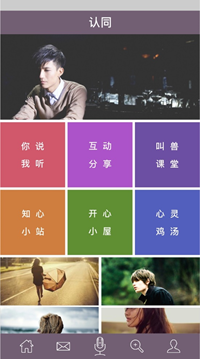 认同
你说 互动 叫兽
我听 分享 课堂
知心 开心 心灵
小站 小屋 鸡汤